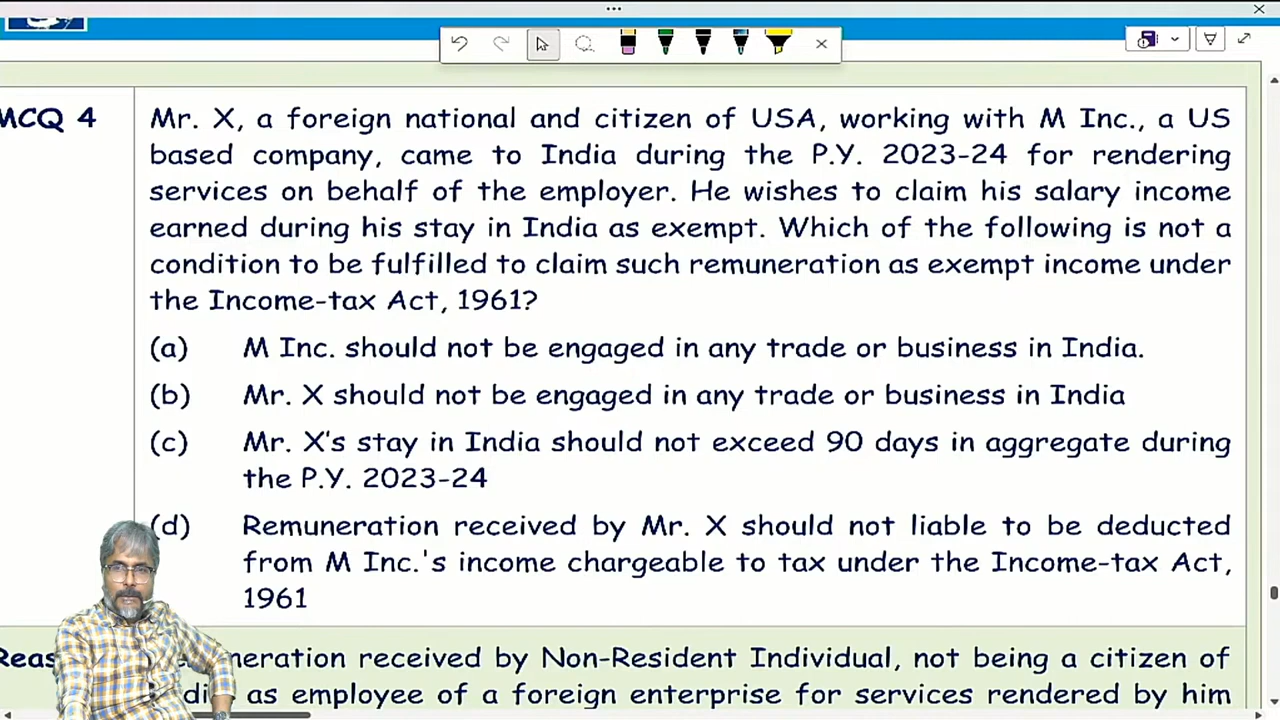 MCQ 4
Mr. X, a foreign national and citizen of USA, working with M Inc., a US
based company, came to India during the P.Y. 2023-24 for rendering
services on behalf of the employer. He wishes to claim his salary income
earned during his stay in India as exempt. Which of the following is not a
condition to be fulfilled to claim such remuneration as exempt income under
the Income-tax Act, 1961?
(a) M Inc. should not be engaged in any trade or business in India.
(b) Mr. X should not be engaged in any trade or business in India
(c) Mr. X's stay in India should not exceed 90 days in aggregate during
the P.Y. 2023-24
(d) Remuneration received by Mr. X should not liable to be deducted
from M Inc.'s income chargeable to tax under the Income-tax Act,
1961
received by Non-Resident Individual, not being a citizen of
as employee of a foreign enterprise for services rendered by him